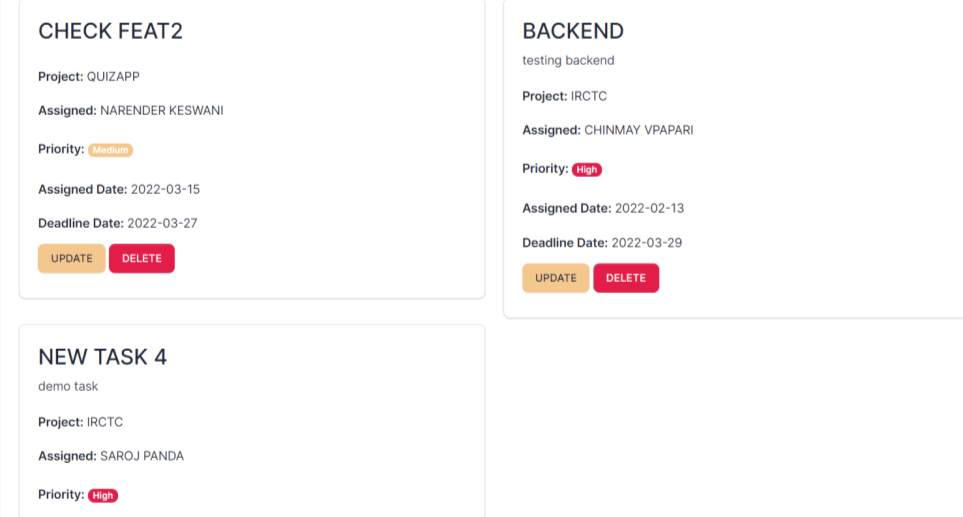 CHECK FEAT2
Project: QUIZAPP
Assigned: NARENDER KESWANI
Priority: Medium
Assigned Date: 2022-03-15
Deadline Date: 2022-03-27
UPDATE DELETE
BACKEND
testing backend
Project: IRCTC
Assigned: CHINMAY VPAPARI
Priority: High
Assigned Date: 2022-02-13
Deadline Date: 2022-03-29
UPDATE DELETE
NEW TASK 4
demo task
Project: IRCTC
Assigned: SAROJ PANDA
Priority: High